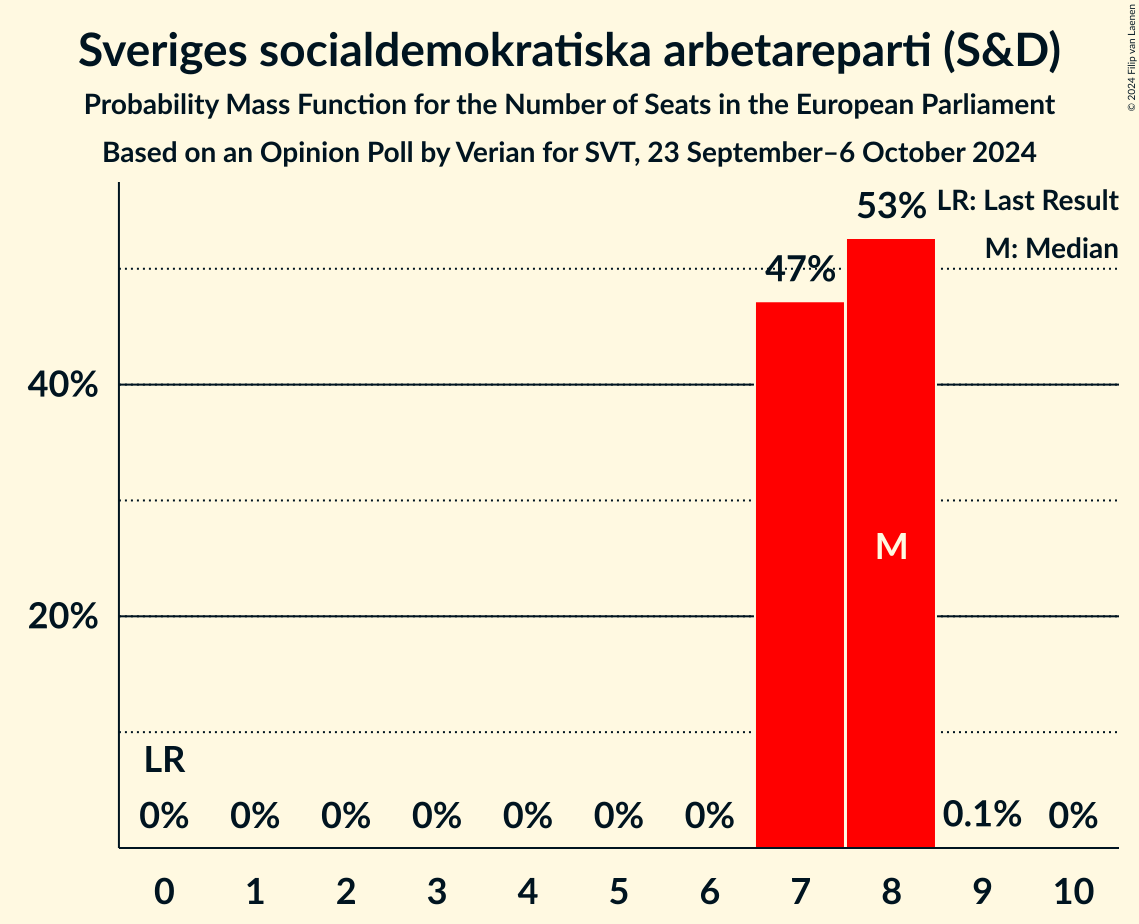 Sveriges socialdemokratiska arbetareparti (S&D)
Probability Mass Function for the Number of Seats in the European Parliament
Based on an Opinion Poll by Verian for SVT, 23 September–6 October 2024
© 2024 Filip van Laenen
53%
LR: Last Result
M: Median
47%
40%
M
20%
LR
0% 0% 0% 0% 0% 0% 0% 0.1% 0%
0 1 2 3 4 5 6 7 8 9 10